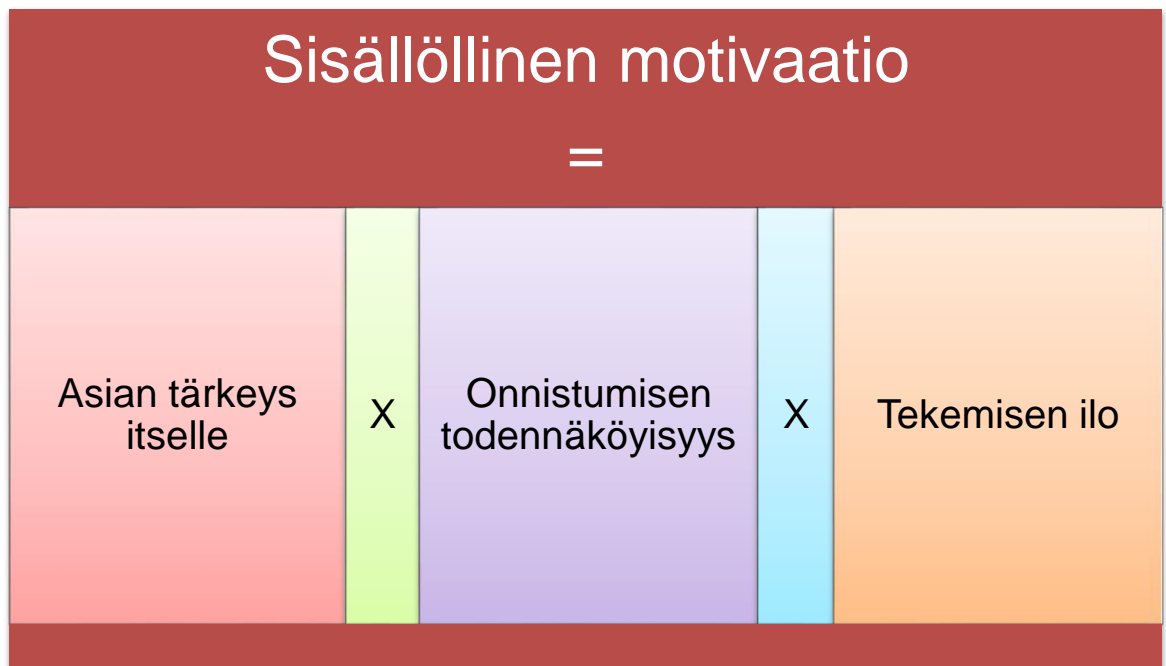 Sisällöllinen motivaatio
=
Asian tärkeys
itselle
X
Onnistumisen
todennäköyisyys
X
Tekemisen ilo